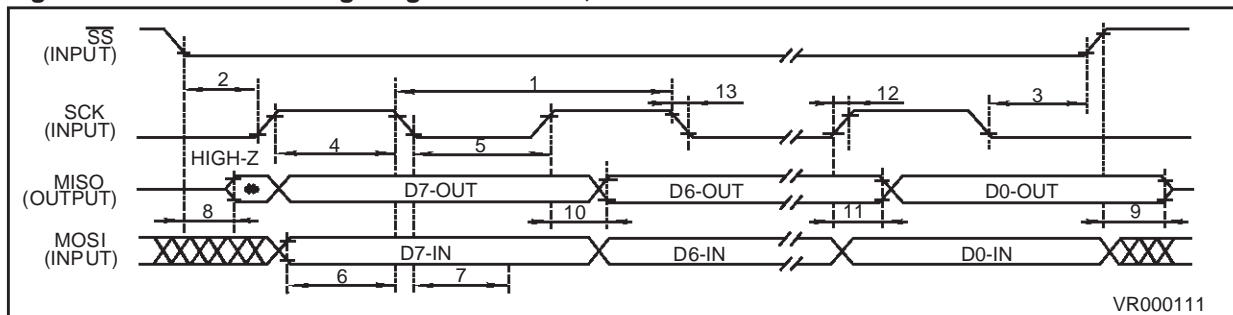 SS
(INPUT)
2
1
13
12
3
SCK
(INPUT)
4
5
HIGH-Z
MISO
(OUTPUT)
D7-OUT
D6-OUT
D0-OUT
8
10
11
9
MOSI
(INPUT)
D7-IN
D6-IN
D0-IN
6
7
VR000111